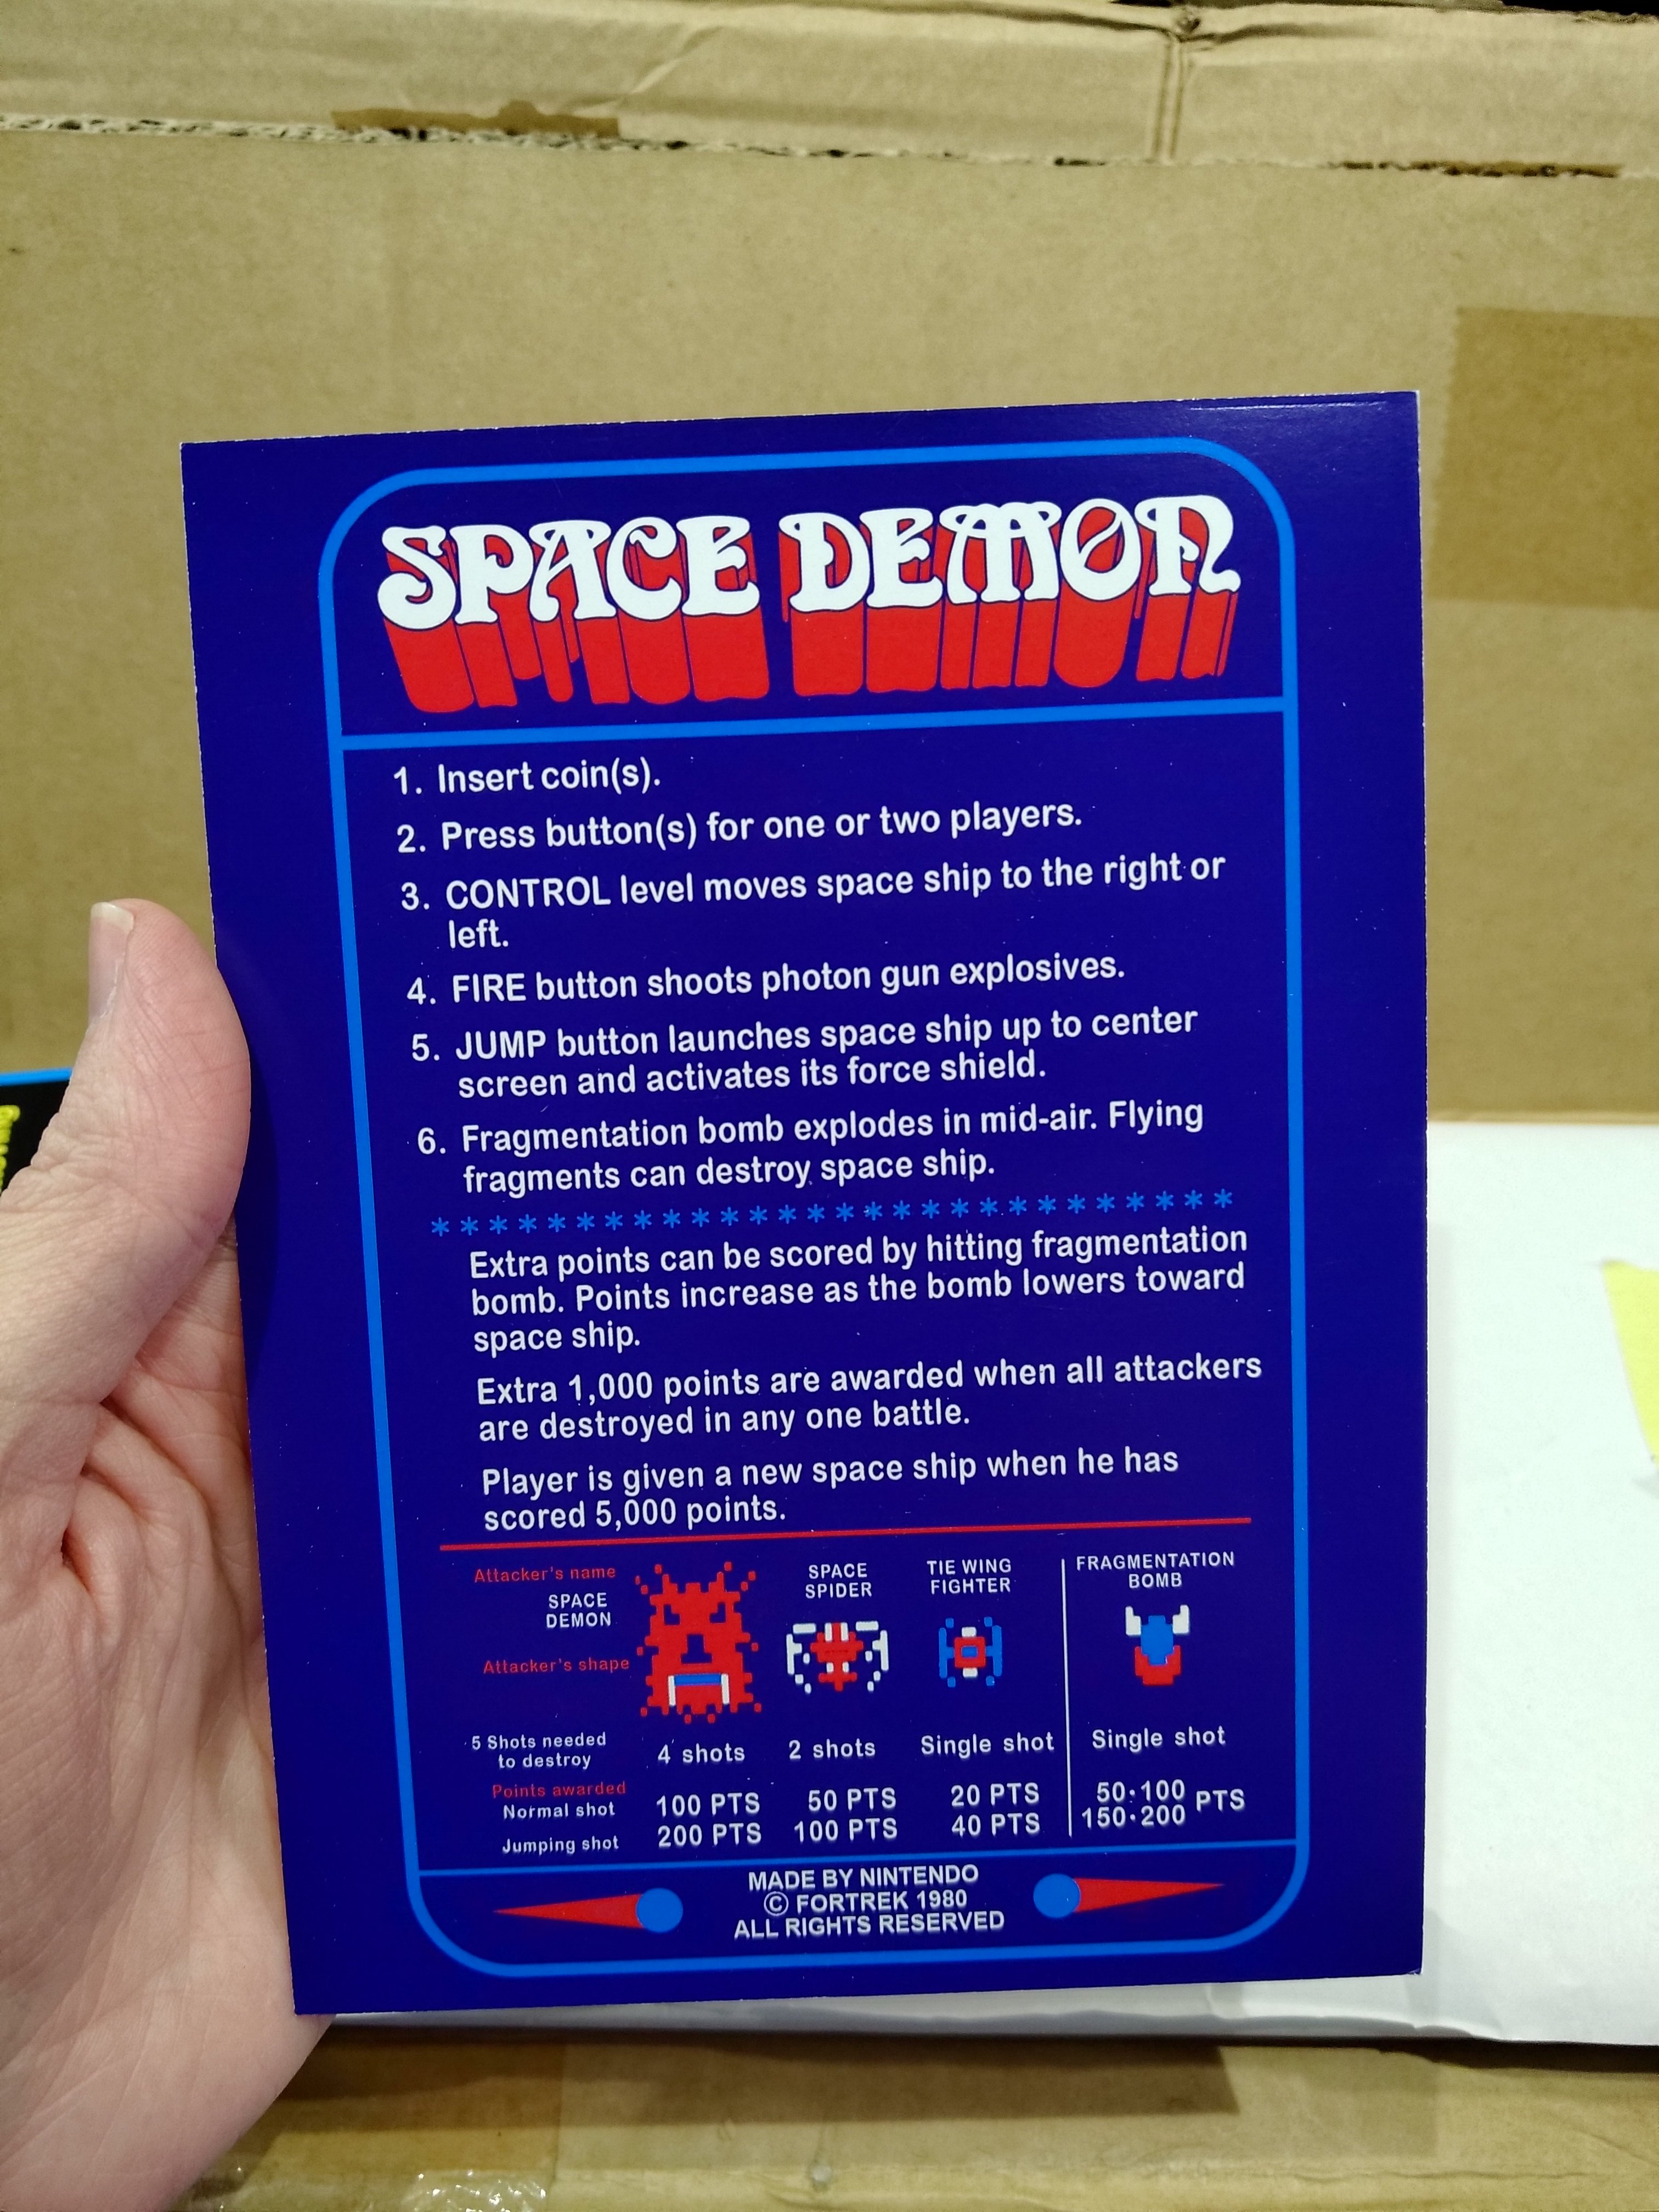 SPACE DEMON
1. Insert coin(s).
2. Press button(s) for one or two players.
3. CONTROL level moves space ship to the right or
left.
4. FIRE button shoots photon gun explosives.
5. JUMP button launches space ship up to center
screen and activates its force shield.
6. Fragmentation bomb explodes in mid-air. Flying
fragments can destroy space ship.
* * * * * * * * * * * * * * * * * * * * * * * * * * * *
Extra points can be scored by hitting fragmentation
bomb. Points increase as the bomb lowers toward
space ship.
Extra 1,000 points are awarded when all attackers
are destroyed in any one battle.
Player is given a new space ship when he has
scored 5,000 points.
Attacker's name
SPACE
DEMON
SPACE
SPIDER
TIE WING
FIGHTER
FRAGMENTATION
BOMB
Attacker's shape
5 Shots needed
to destroy
4 shots
2 shots
Single shot
Single shot
Points awarded
Normal shot
100 PTS
50 PTS
20 PTS
50·100
150·200
PTS
Jumping shot
200 PTS
100 PTS
40 PTS
MADE BY NINTENDO
© FORTREK 1980
ALL RIGHTS RESERVED